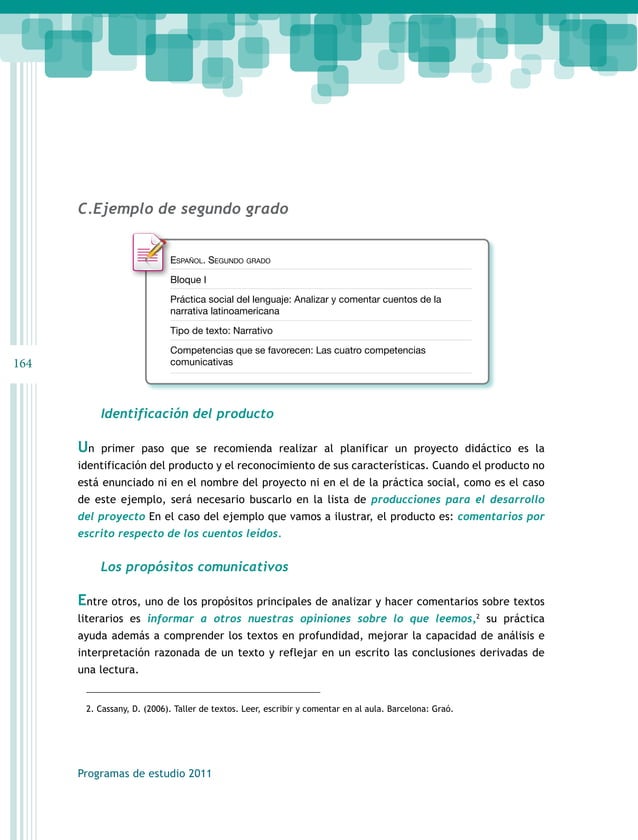 C.Ejemplo de segundo grado
ESPAÑOL. SEGUNDO GRADO
Bloque I
Práctica social del lenguaje: Analizar y comentar cuentos de la
narrativa latinoamericana
Tipo de texto: Narrativo
Competencias que se favorecen: Las cuatro competencias
comunicativas
164
Identificación del producto
Un primer paso que se recomienda realizar al planificar un proyecto didáctico es la
identificación del producto y el reconocimiento de sus características. Cuando el producto no
está enunciado ni en el nombre del proyecto ni en el de la práctica social, como es el caso
de este ejemplo, será necesario buscarlo en la lista de producciones para el desarrollo
del proyecto En el caso del ejemplo que vamos a ilustrar, el producto es: comentarios por
escrito respecto de los cuentos leídos.
Los propósitos comunicativos
Entre otros, uno de los propósitos principales de analizar y hacer comentarios sobre textos
literarios es informar a otros nuestras opiniones sobre lo que leemos,² su práctica
ayuda además a comprender los textos en profundidad, mejorar la capacidad de análisis e
interpretación razonada de un texto y reflejar en un escrito las conclusiones derivadas de
una lectura.
2. Cassany, D. (2006). Taller de textos. Leer, escribir y comentar en al aula. Barcelona: Graó.
Programas de estudio 2011